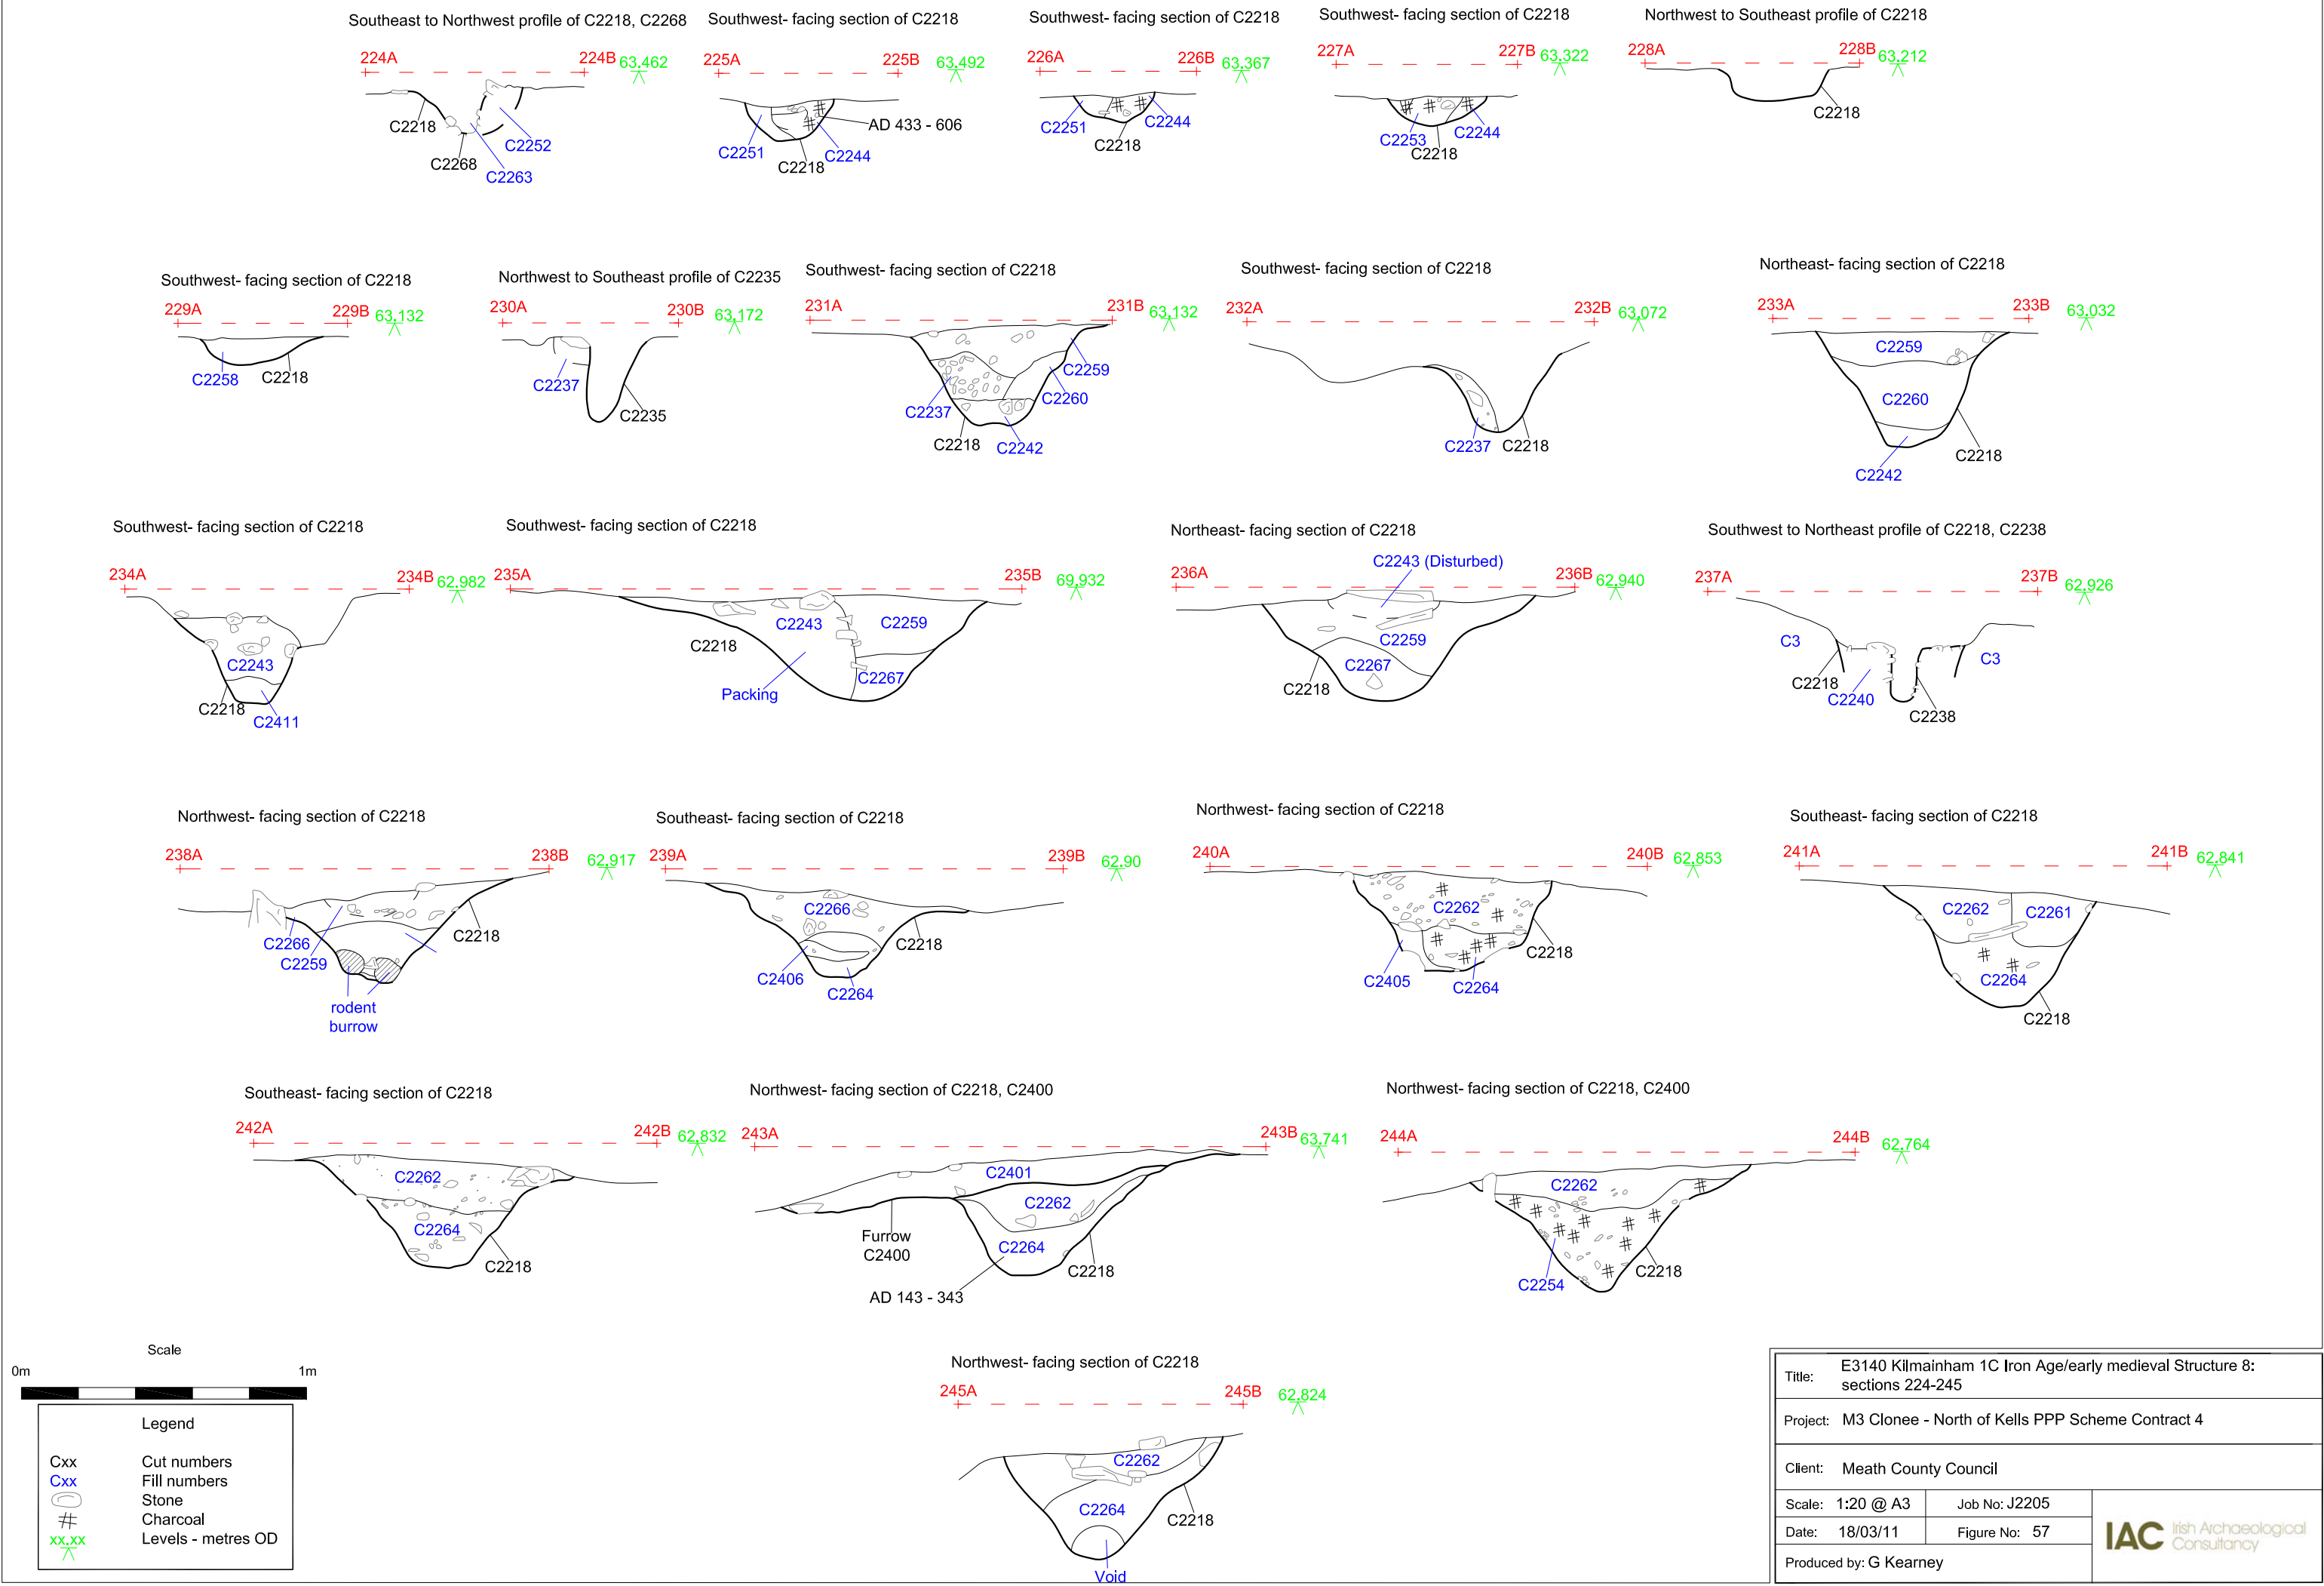 Southeast to Northwest profile of C2218, C2268
224A 224B 63.462
C2218
C2252
C2268
C2263
Southwest- facing section of C2218
225A 225B 63.492
AD 433 - 606
C2251
C2244
C2218
Southwest- facing section of C2218
226A 226B 63.367
C2251
C2244
C2218
Southwest- facing section of C2218
227A 227B 63.322
C2253
C2244
C2218
Northwest to Southeast profile of C2218
228A 228B 63.212
C2218
Southwest- facing section of C2218
229A 229B 63.132
C2258
C2218
Northwest to Southeast profile of C2235
230A 230B 63.172
C2237
C2235
Southwest- facing section of C2218
231A 231B 63.132
C2259
C2260
C2237
C2218
C2242
Southwest- facing section of C2218
232A 232B 63.072
C2237
C2218
Northeast- facing section of C2218
233A 233B 63.032
C2259
C2260
C2218
C2242
Southwest- facing section of C2218
234A 234B 62.982
C2243
C2218
C2411
Southwest- facing section of C2218
235A 235B 69.932
C2243
C2259
C2218
C2267
Packing
Northeast- facing section of C2218
C2243 (Disturbed)
236A 236B 62.940
C2259
C2267
C2218
Southwest to Northeast profile of C2218, C2238
237A 237B 62.926
C3
C3
C2218
C2240
C2238
Northwest- facing section of C2218
238A 238B 62.917
C2266
C2218
C2259
rodent
burrow
Southeast- facing section of C2218
239A 239B 62.90
C2266
C2218
C2406
C2264
Northwest- facing section of C2218
240A 240B 62.853
C2262
C2218
C2405
C2264
Southeast- facing section of C2218
241A 241B 62.841
C2262
C2261
C2264
C2218
Southeast- facing section of C2218
242A 242B 62.832
C2262
C2264
C2218
Northwest- facing section of C2218, C2400
243A 243B 63.741
C2401
C2262
Furrow
C2400
C2264
C2218
AD 143 - 343
Northwest- facing section of C2218, C2400
244A 244B 62.764
C2262
C2254
C2218
Northwest- facing section of C2218
245A 245B 62.824
C2262
C2264
C2218
Void
Scale
0m 1m
Legend
Cxx Cut numbers
Cxx Fill numbers
Stone
Charcoal
xx.xx Levels - metres OD
Title: E3140 Kilmainham 1C Iron Age/early medieval Structure 8:
sections 224-245
Project: M3 Clonee - North of Kells PPP Scheme Contract 4
Client: Meath County Council
Scale: 1:20 @ A3 Job No: J2205
Date: 18/03/11 Figure No: 57
Produced by: G Kearney
IAC Irish Archaeological
Consultancy